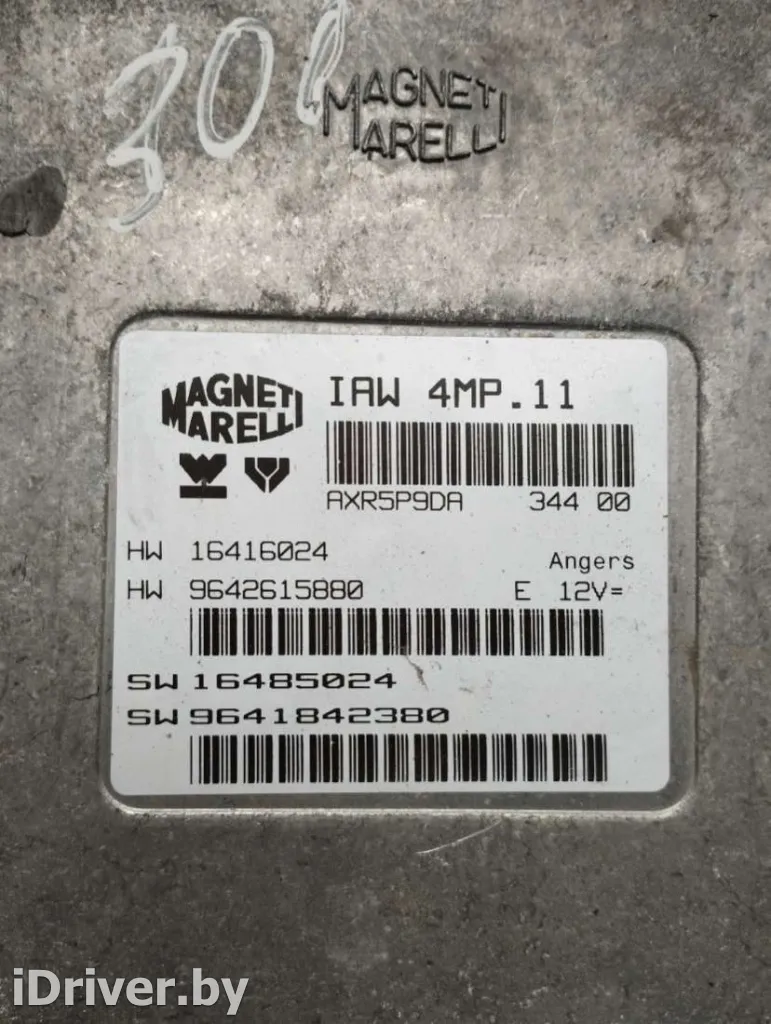 30
MAGNETI
MARELLI
MAGNETI
MARELLI
IAW 4MP.11
AXR5P9DA 344 00
HW 16416024
Angers
HW 9642615880 E 12V=
SW 16485024
SW 9641842380
iDriver.by